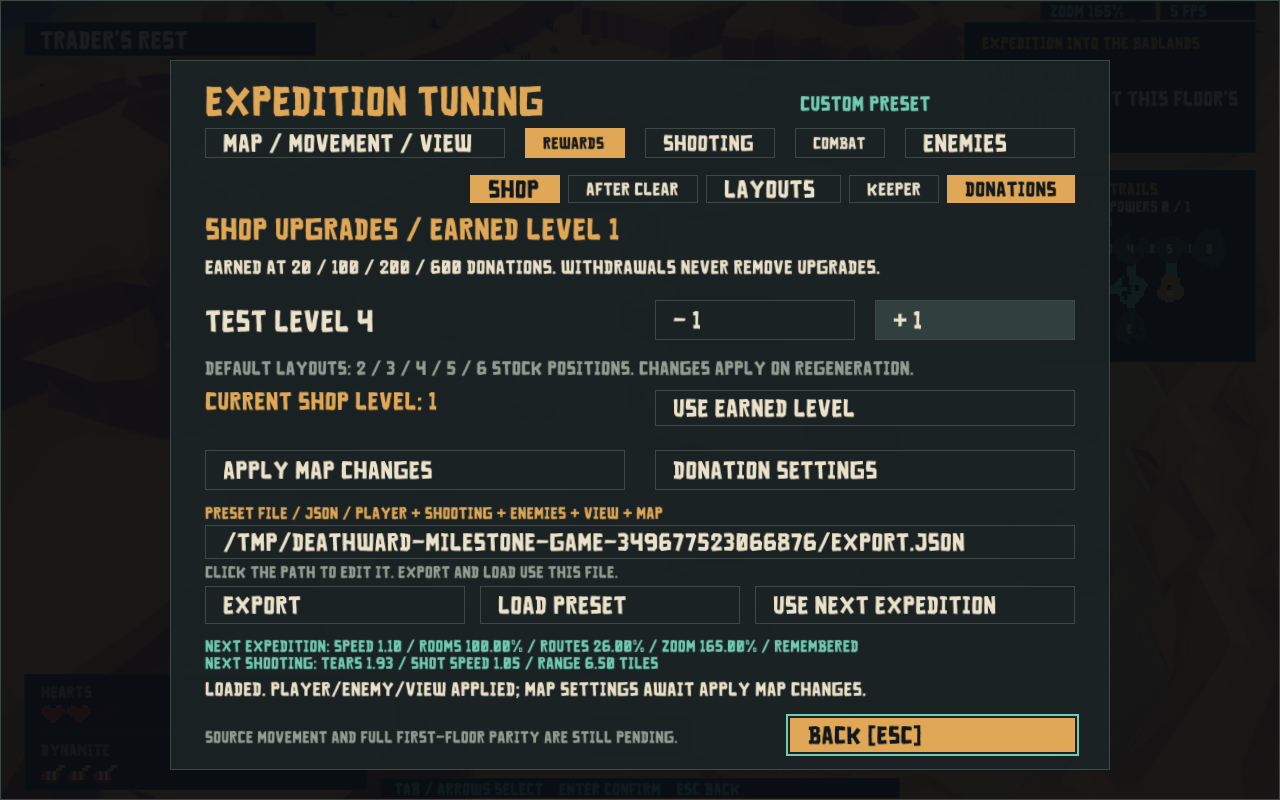 ZOOM 165% 5 FPS
TRADER'S REST
EXPEDITION INTO THE BADLANDS
EXPEDITION TUNING
CUSTOM PRESET
T THIS FLOOR'S
MAP / MOVEMENT / VIEW REWARDS SHOOTING COMBAT ENEMIES
SHOP AFTER CLEAR LAYOUTS KEEPER DONATIONS
TRAILS
POWERS 0 / 1
SHOP UPGRADES / EARNED LEVEL 1
EARNED AT 20 / 100 / 200 / 600 DONATIONS. WITHDRAWALS NEVER REMOVE UPGRADES.
TEST LEVEL 4 - 1 + 1
DEFAULT LAYOUTS: 2 / 3 / 4 / 5 / 6 STOCK POSITIONS. CHANGES APPLY ON REGENERATION.
CURRENT SHOP LEVEL: 1 USE EARNED LEVEL
APPLY MAP CHANGES DONATION SETTINGS
PRESET FILE / JSON / PLAYER + SHOOTING + ENEMIES + VIEW + MAP
/TMP/DEATHWARD-MILESTONE-GAME-349677523066876/EXPORT.JSON
CLICK THE PATH TO EDIT IT. EXPORT AND LOAD USE THIS FILE.
EXPORT LOAD PRESET USE NEXT EXPEDITION
NEXT EXPEDITION: SPEED 1.10 / ROOMS 100.00% / ROUTES 26.00% / ZOOM 165.00% / REMEMBERED
NEXT SHOOTING: TEARS 1.93 / SHOT SPEED 1.05 / RANGE 6.50 TILES
LOADED. PLAYER/ENEMY/VIEW APPLIED; MAP SETTINGS AWAIT APPLY MAP CHANGES.
HEARTS
SOURCE MOVEMENT AND FULL FIRST-FLOOR PARITY ARE STILL PENDING.
BACK [ESC]
DYNAMITE
TAB / ARROWS SELECT ENTER CONFIRM ESC BACK